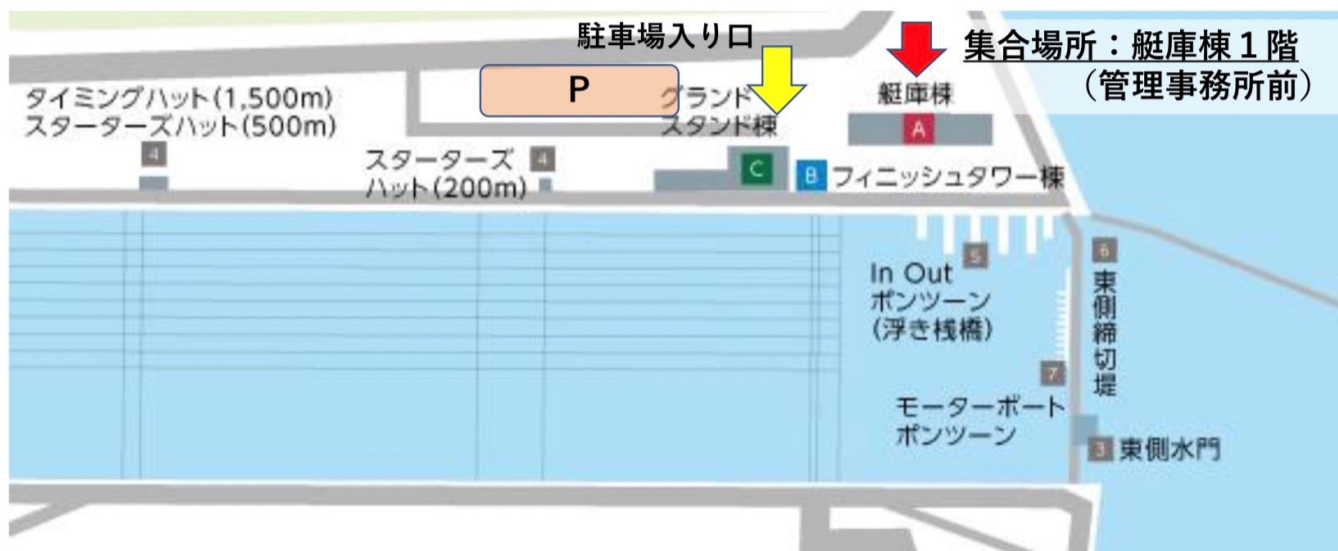 駐車場入り口
集合場所：艇庫棟１階
（管理事務所前）
P
グランド
スタンド棟
艇庫棟
A
タイミングハット(1,500m)
スターターズハット(500m)
4
スターターズ
ハット(200m)
4
C
B
フィニッシュタワー棟
5
In Out
ポンツーン
(浮き桟橋)
6
東側締切堤
7
モーターボート
ポンツーン
3
東側水門